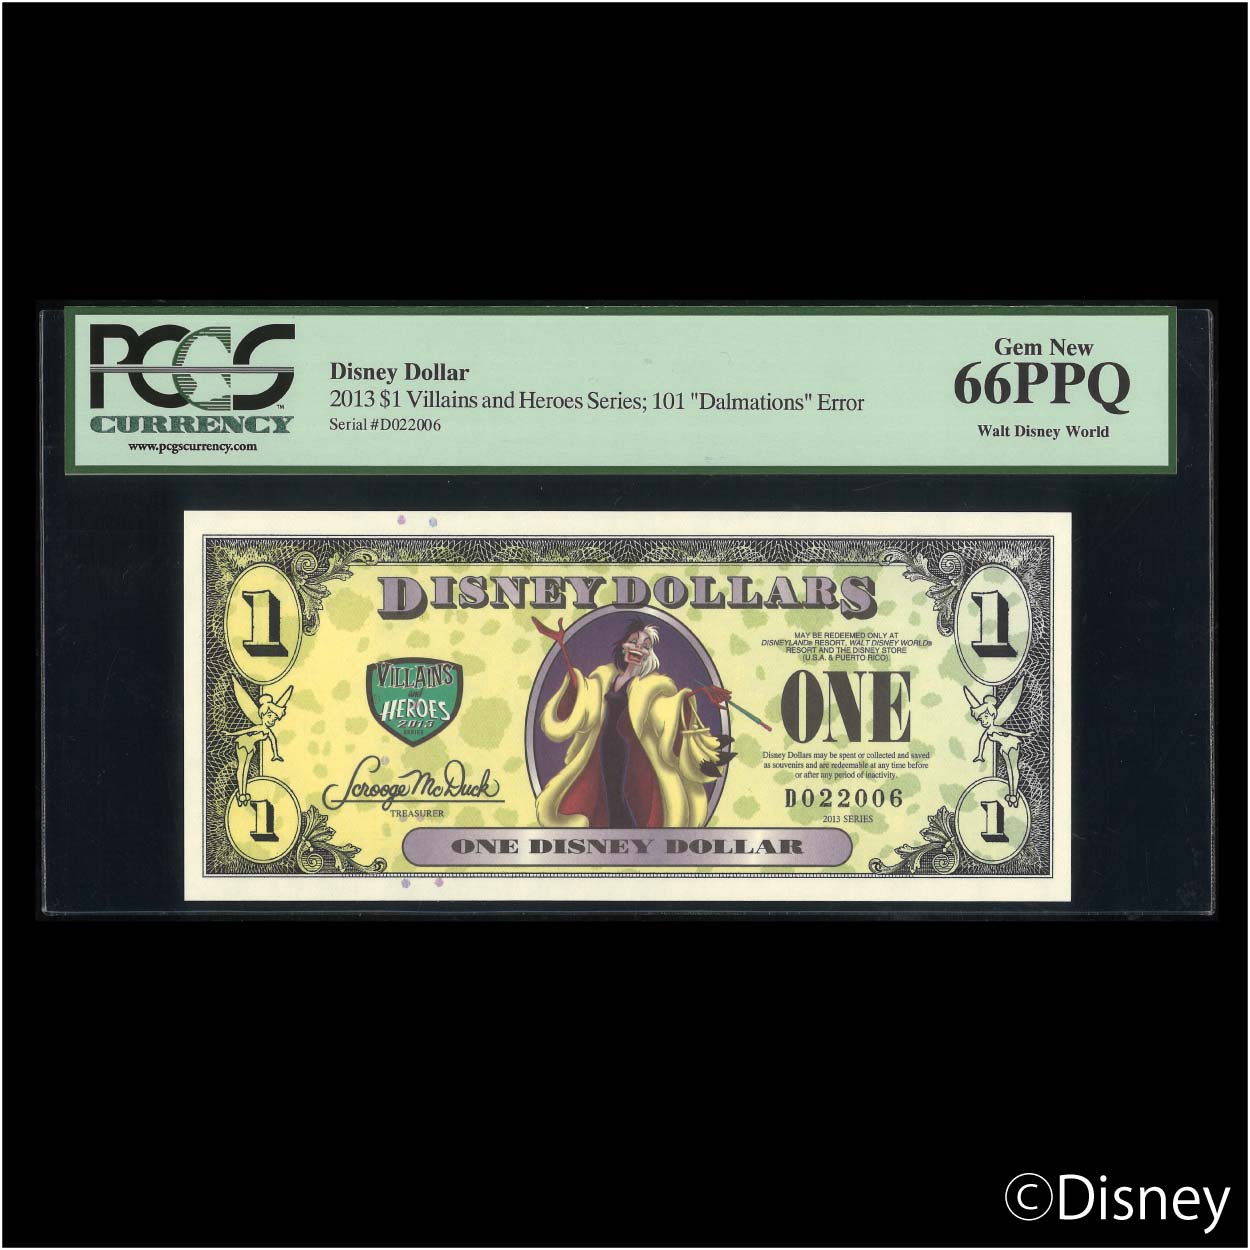 PCGS
CURRENCY
www.pcgscurrency.com
Disney Dollar
2013 $1 Villains and Heroes Series; 101 "Dalmations" Error
Serial #D022006
Gem New
66PPQ
Walt Disney World
DISNEY DOLLARS
1
1
MAY BE REDEEMED ONLY AT
DISNEYLAND® RESORT, WALT DISNEY WORLD®
RESORT AND THE DISNEY STORE
(U.S.A. & PUERTO RICO).
VILLAINS
and
HEROES
2013
SERIES
ONE
Disney Dollars may be spent or collected and saved
as souvenirs and are redeemable at any time before
or after any period of inactivity.
Scrooge McDuck
TREASURER
D022006
2013 SERIES
1
1
ONE DISNEY DOLLAR
©Disney